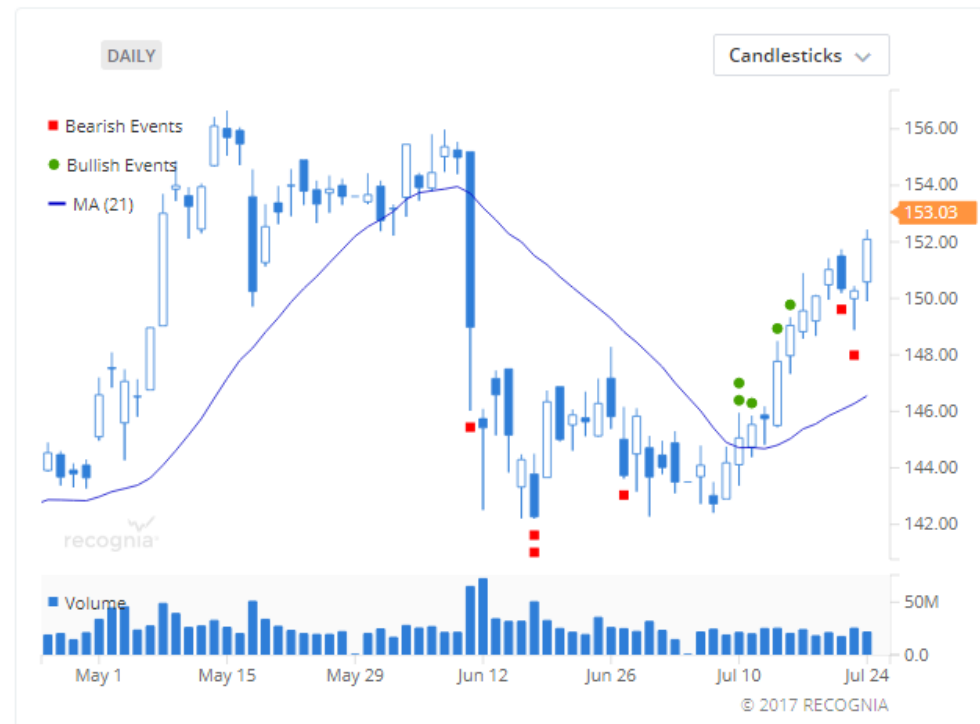 DAILY
Candlesticks
Bearish Events
Bullish Events
MA (21)
156.00
154.00
153.03
152.00
150.00
148.00
146.00
144.00
142.00
recognia
Volume
50M
0.0
May 1
May 15
May 29
Jun 12
Jun 26
Jul 10
Jul 24
© 2017 RECOGNIA